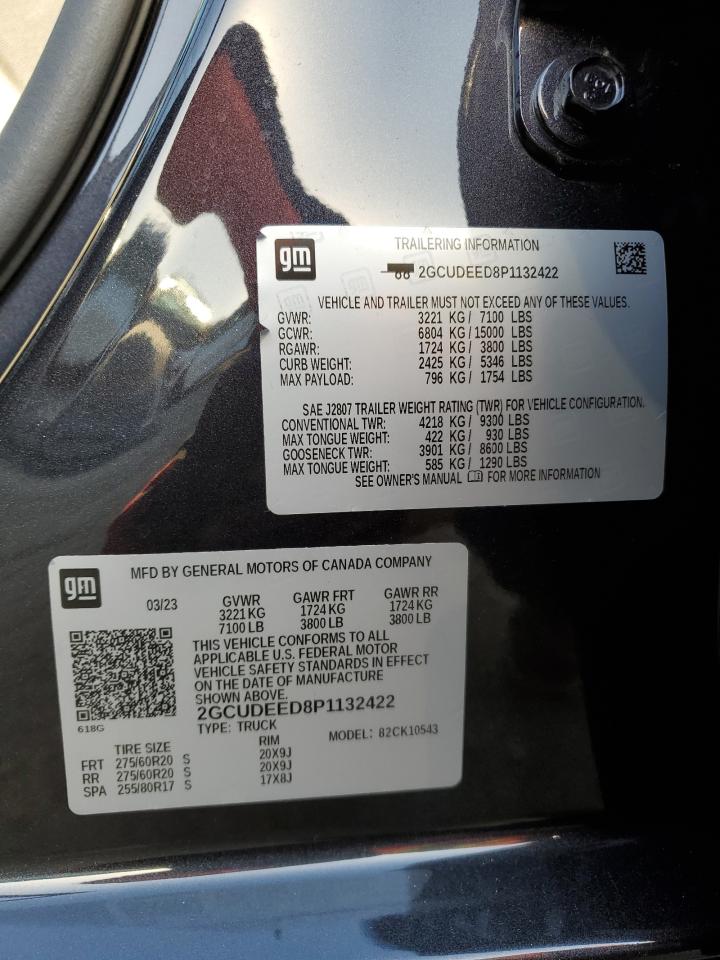 gm
TRAILERING INFORMATION
2GCUDEED8P1132422
VEHICLE AND TRAILER MUST NOT EXCEED ANY OF THESE VALUES.
GVWR: 3221 KG / 7100 LBS
GCWR: 6804 KG / 15000 LBS
RGAWR: 1724 KG / 3800 LBS
CURB WEIGHT: 2425 KG / 5346 LBS
MAX PAYLOAD: 796 KG / 1754 LBS
SAE J2807 TRAILER WEIGHT RATING (TWR) FOR VEHICLE CONFIGURATION.
CONVENTIONAL TWR: 4218 KG / 9300 LBS
MAX TONGUE WEIGHT: 422 KG / 930 LBS
GOOSENECK TWR: 3901 KG / 8600 LBS
MAX TONGUE WEIGHT: 585 KG / 1290 LBS
SEE OWNER'S MANUAL FOR MORE INFORMATION
gm
MFD BY GENERAL MOTORS OF CANADA COMPANY
03/23 GVWR GAWR FRT GAWR RR
3221 KG 1724 KG 1724 KG
7100 LB 3800 LB 3800 LB
THIS VEHICLE CONFORMS TO ALL
APPLICABLE U.S. FEDERAL MOTOR
VEHICLE SAFETY STANDARDS IN EFFECT
ON THE DATE OF MANUFACTURE
SHOWN ABOVE.
2GCUDEED8P1132422
618G
TYPE: TRUCK MODEL: 82CK10543
TIRE SIZE RIM
FRT 275/60R20 S 20X9J
RR 275/60R20 S 20X9J
SPA 255/80R17 S 17X8J